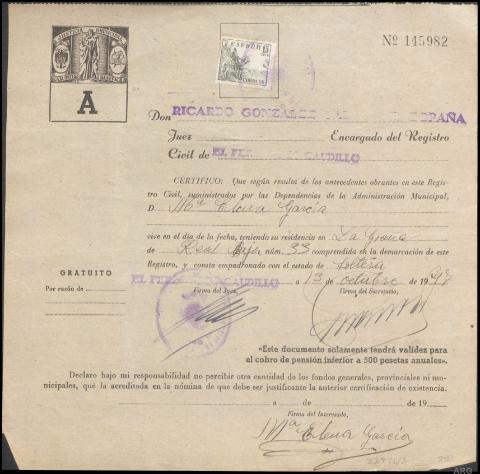 Nº 145982
A
ESPAÑA 15
Don RICARDO GONZALEZ ESPAÑA
Juez Encargado del Registro
Civil de EL FERROL DEL CAUDILLO
CERTIFICO: Que según resulta de los antecedentes obrantes en este Regis-
tro Civil, suministrados por las Dependencias de la Administración Municipal,
D. Mª Elena García
vive en el día de la fecha, teniendo su residencia en La Graña
de Real núm. 33 comprendida en la demarcación de este
Registro, y consta empadronado con el estado de soltera
GRATUITO
EL FERROL DEL CAUDILLO a 13 de octubre de 194
Por razón de
Firma del Juez,
Firma del Secretario,
«Este documento solamente tendrá validez para
el cobro de pensión inferior a 500 pesetas anuales».
Declaro bajo mi responsabilidad no percibir otra cantidad de los fondos generales, provinciales ni mu-
nicipales, que la acreditada en la nómina de que debe ser justificante la anterior certificación de existencia.
a de de 19
Firma del Interesado,
Mª Elena García
ARG